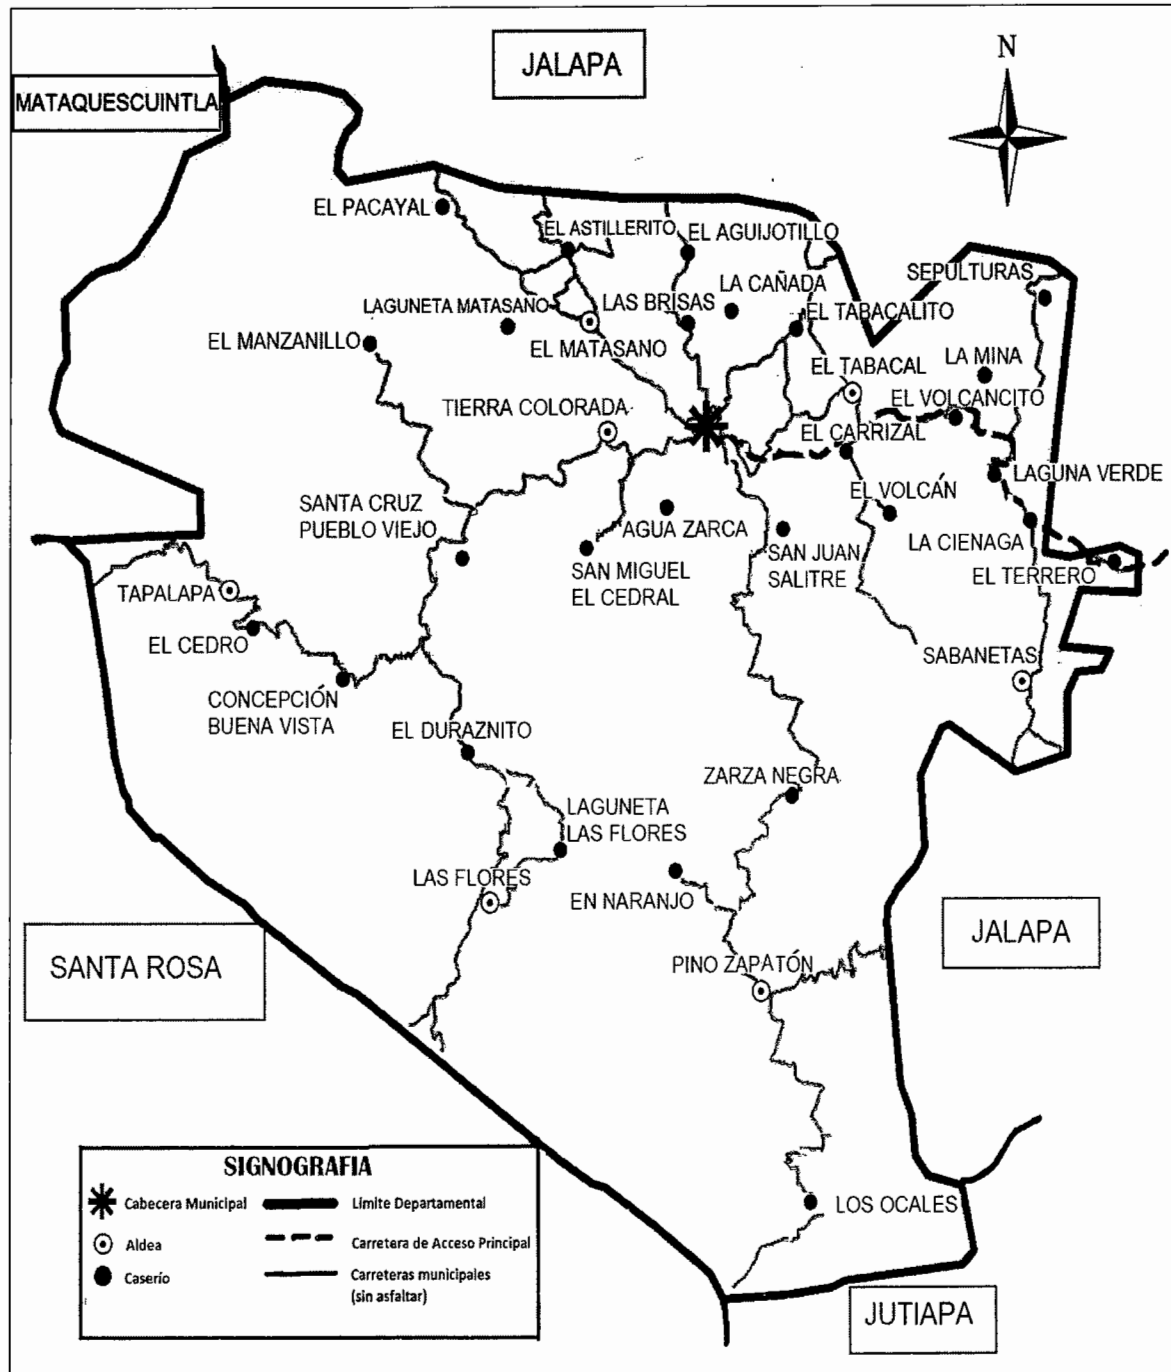 JALAPA
N
MATAQUESCUINTLA
EL PACAYAL
EL ASTILLERITO
EL AGUIJOTILLO
SEPULTURAS
LA CAÑADA
LAGUNETA MATASANO
LAS BRISAS
EL TABACALITO
EL MANZANILLO
EL MATASANO
EL TABACAL
LA MINA
EL VOLCANCITO
TIERRA COLORADA
EL CARRIZAL
LAGUNA VERDE
SANTA CRUZ
PUEBLO VIEJO
EL VOLCÁN
AGUA ZARCA
SAN JUAN
SALITRE
LA CIENAGA
SAN MIGUEL
EL CEDRAL
EL TERRERO
TAPALAPA
EL CEDRO
SABANETAS
CONCEPCIÓN
BUENA VISTA
EL DURAZNITO
ZARZA NEGRA
LAGUNETA
LAS FLORES
LAS FLORES
EN NARANJO
JALAPA
SANTA ROSA
PINO ZAPATÓN
LOS OCALES
JUTIAPA
SIGNOGRAFIA
Cabecera Municipal
Límite Departamental
Aldea
Carretera de Acceso Principal
Caserío
Carreteras municipales
(sin asfaltar)